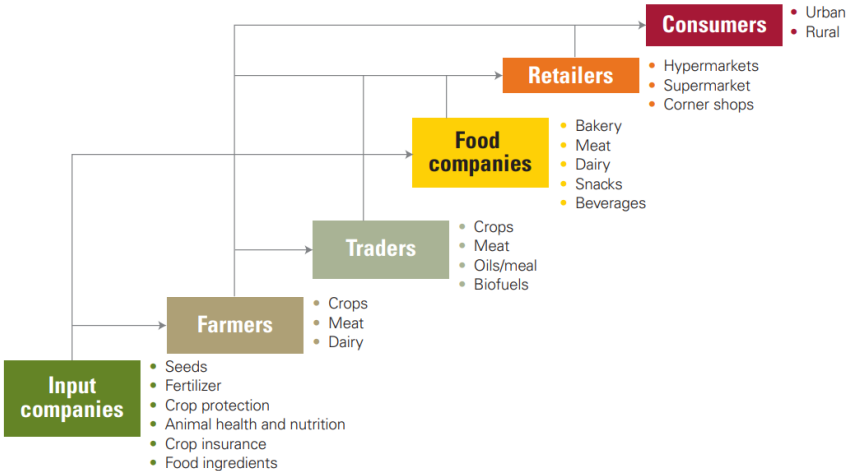 Consumers
Urban
Rural
Retailers
Hypermarkets
Supermarket
Corner shops
Food
companies
Bakery
Meat
Dairy
Snacks
Beverages
Traders
Crops
Meat
Oils/meal
Biofuels
Farmers
Crops
Meat
Dairy
Input
companies
Seeds
Fertilizer
Crop protection
Animal health and nutrition
Crop insurance
Food ingredients